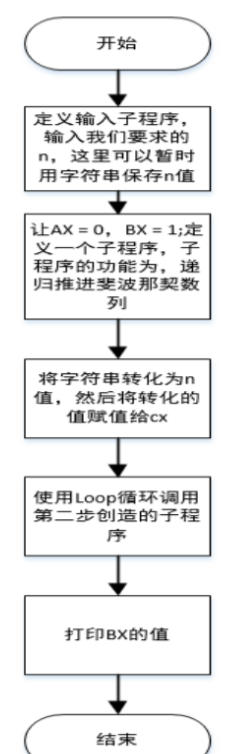 开始
定义输入子程序，
输入我们要求的
n，这里可以暂时
用字符串保存n值
让AX = 0，BX = 1;定
义一个子程序，子
程序的功能为，递
归推进斐波那契数
列
将字符串转化为n
值，然后将转化的
值赋值给cx
使用Loop循环调用
第二步创造的子程
序
打印BX的值
结束